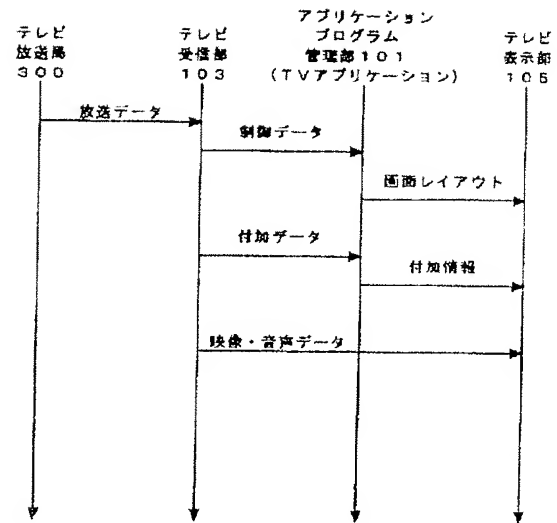 テレビ
放送局
300
テレビ
受信部
103
アプリケーション
プログラム
管理部101
(TVアプリケーション)
テレビ
表示部
105
放送データ
制御データ
画面レイアウト
付加データ
付加情報
映像・音声データ